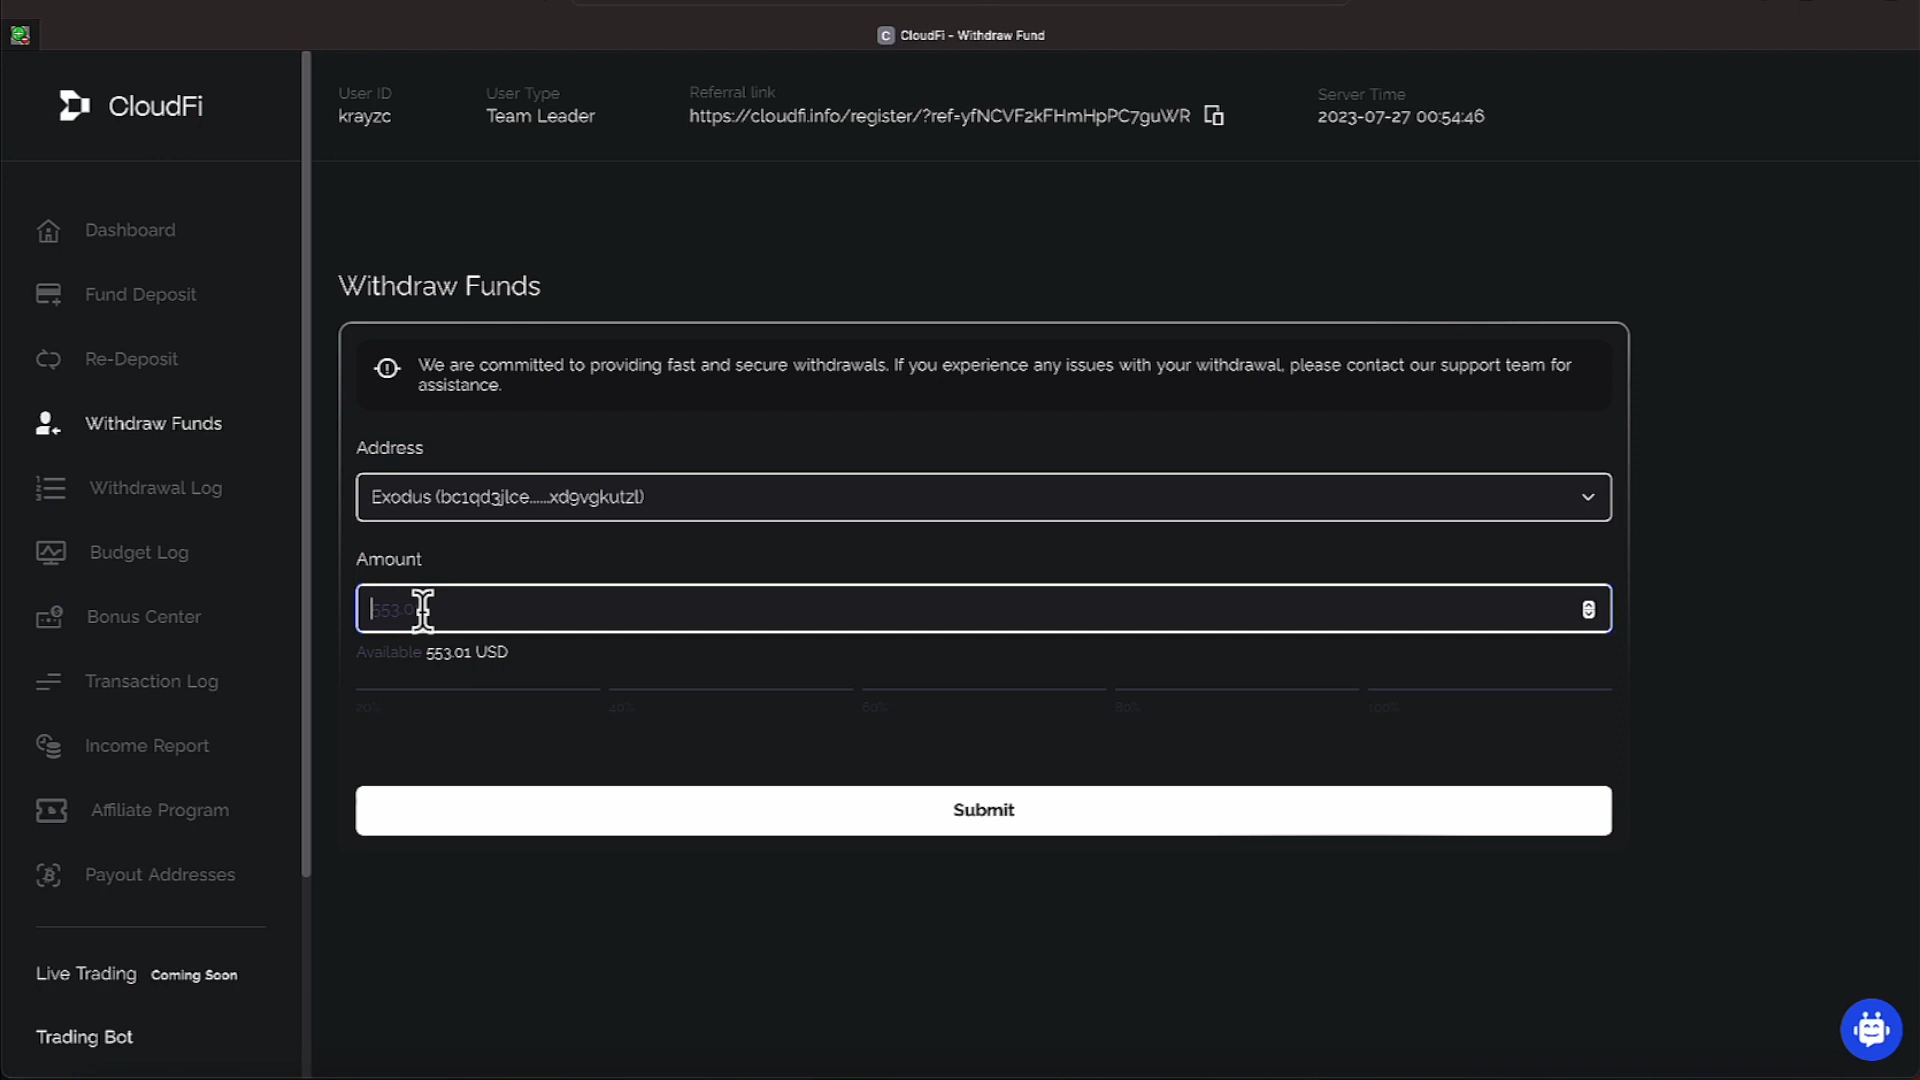 CloudFi - Withdraw Fund
CloudFi
User ID
krayzc
User Type
Team Leader
Referral link
https://cloudfi.info/register/?ref=yfNCVF2kFHmHpPC7guWR
Server Time
2023-07-27 00:54:46
Dashboard
Fund Deposit
Re-Deposit
Withdraw Funds
Withdrawal Log
Budget Log
Bonus Center
Transaction Log
Income Report
Affiliate Program
Payout Addresses
Live Trading Coming Soon
Trading Bot
Withdraw Funds
We are committed to providing fast and secure withdrawals. If you experience any issues with your withdrawal, please contact our support team for
assistance.
Address
Exodus (bc1qd3jlce......xd9vgkutzl)
Amount
Available 553.01 USD
20%
40%
60%
80%
100%
Submit